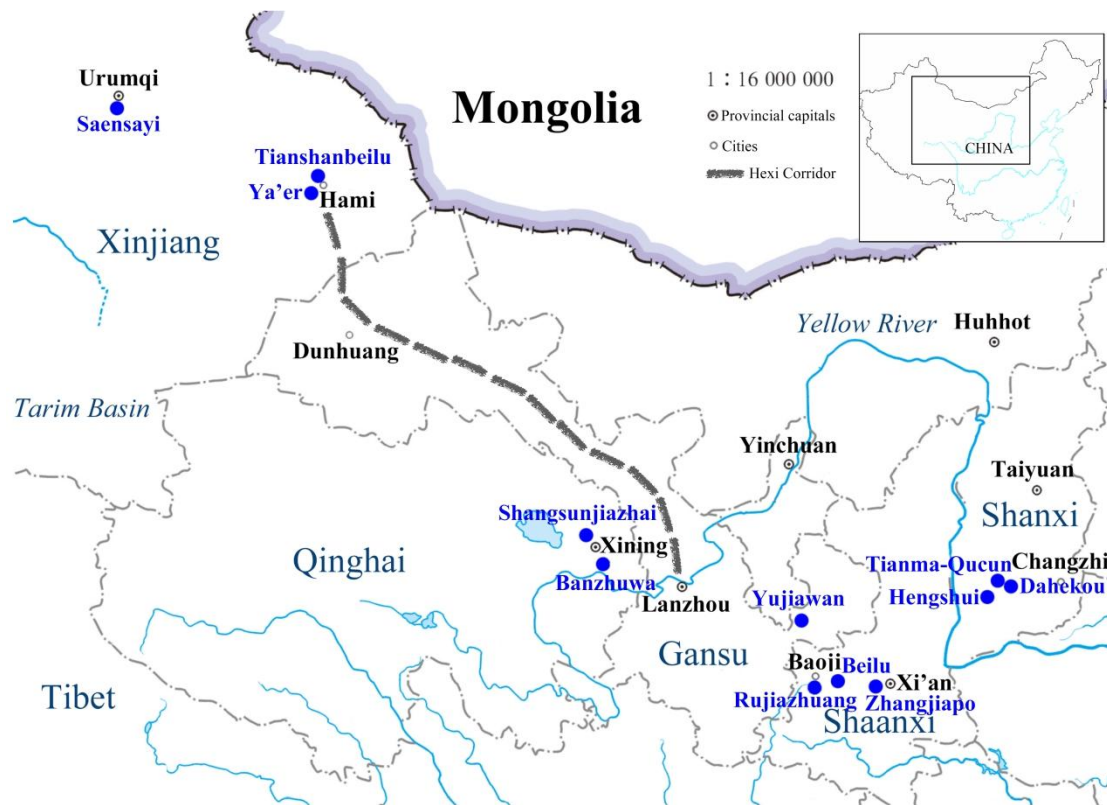 Urumqi
Saensayi
Mongolia
1 : 16 000 000
Provincial capitals
Cities
Hexi Corridor
CHINA
Tianshanbeilu
Ya'er
Hami
Xinjiang
Dunhuang
Yellow River
Huhhot
Tarim Basin
Yinchuan
Taiyuan
Shanxi
Shangsunjiazhai
Xining
Qinghai
Banzhuwa
Lanzhou
Tianma-Qucun
Changzhi
Dahekou
Hengshui
Yujiawan
Gansu
Baoji
Beilu
Xi'an
Tibet
Rujiazhuang
Zhangjiapo
Shaanxi